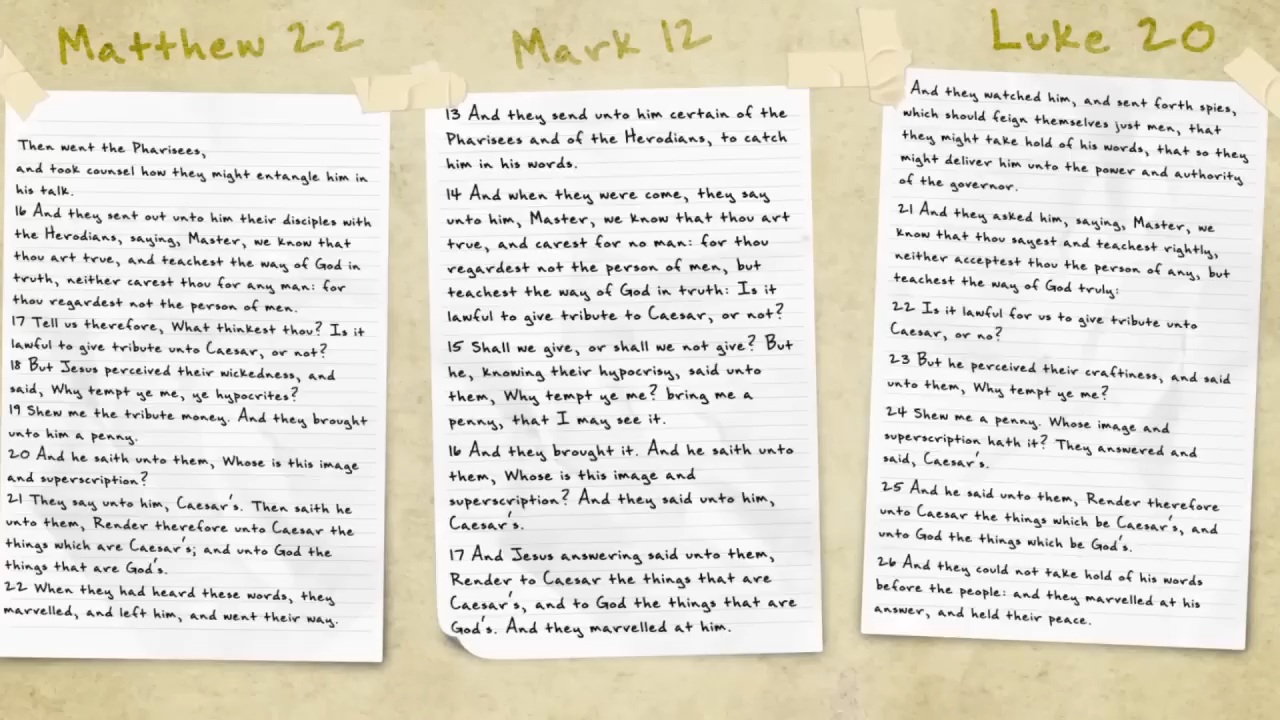 Matthew 22
Then went the Pharisees,
and took counsel how they might entangle him in
his talk.
16 And they sent out unto him their disciples with
the Herodians, saying, Master, we know that
thou art true, and teachest the way of God in
truth, neither carest thou for any man: for
thou regardest not the person of men.
17 Tell us therefore, What thinkest thou? Is it
lawful to give tribute unto Caesar, or not?
18 But Jesus perceived their wickedness, and
said, Why tempt ye me, ye hypocrites?
19 Shew me the tribute money. And they brought
unto him a penny.
20 And he saith unto them, Whose is this image
and superscription?
21 They say unto him, Caesar's. Then saith he
unto them, Render therefore unto Caesar the
things which are Caesar's; and unto God the
things that are God's.
22 When they had heard these words, they
marvelled, and left him, and went their way.
Mark 12
13 And they send unto him certain of the
Pharisees and of the Herodians, to catch
him in his words.
14 And when they were come, they say
unto him, Master, we know that thou art
true, and carest for no man: for thou
regardest not the person of men, but
teachest the way of God in truth: Is it
lawful to give tribute to Caesar, or not?
15 Shall we give, or shall we not give? But
he, knowing their hypocrisy, said unto
them, Why tempt ye me? bring me a
penny, that I may see it.
16 And they brought it. And he saith unto
them, Whose is this image and
superscription? And they said unto him,
Caesar's.
17 And Jesus answering said unto them,
Render to Caesar the things that are
Caesar's, and to God the things that are
God's. And they marvelled at him.
Luke 20
And they watched him, and sent forth spies,
which should feign themselves just men, that
they might take hold of his words, that so they
might deliver him unto the power and authority
of the governor.
21 And they asked him, saying, Master, we
know that thou sayest and teachest rightly,
neither acceptest thou the person of any, but
teachest the way of God truly:
22 Is it lawful for us to give tribute unto
Caesar, or no?
23 But he perceived their craftiness, and said
unto them, Why tempt ye me?
24 Shew me a penny. Whose image and
superscription hath it? They answered and
said, Caesar's.
25 And he said unto them, Render therefore
unto Caesar the things which be Caesar's, and
unto God the things which be God's.
26 And they could not take hold of his words
before the people: and they marvelled at his
answer, and held their peace.